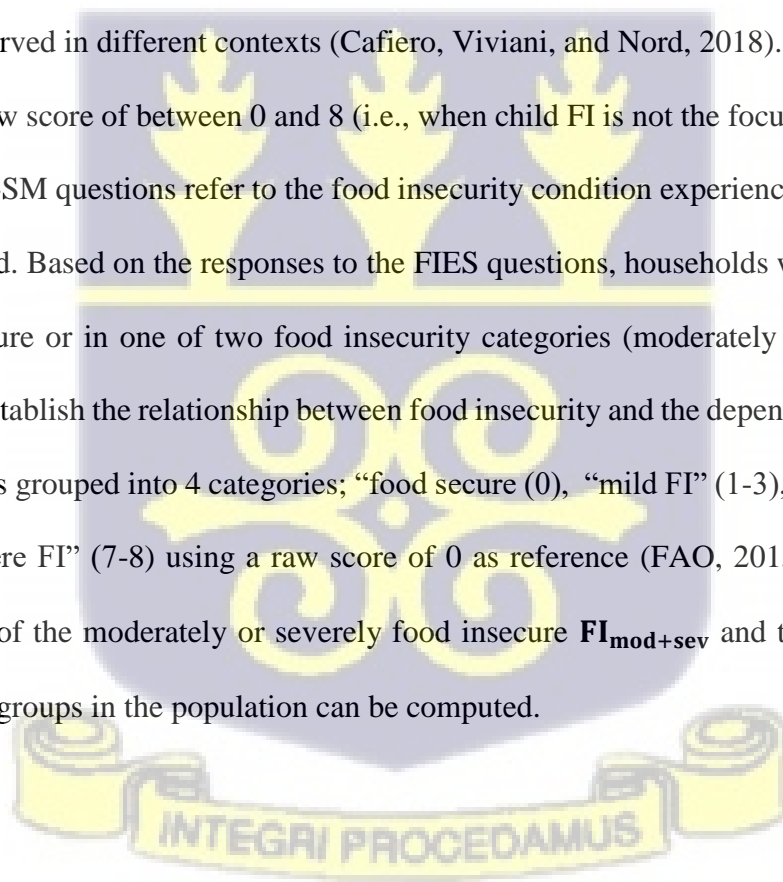 rved in different contexts (Cafiero, Viviani, and Nord, 2018).
w score of between 0 and 8 (i.e., when child FI is not the focu
SM questions refer to the food insecurity condition experienc
d. Based on the responses to the FIES questions, households w
ure or in one of two food insecurity categories (moderately
tablish the relationship between food insecurity and the depen
s grouped into 4 categories; “food secure (0), “mild FI” (1-3),
ere FI” (7-8) using a raw score of 0 as reference (FAO, 201
of the moderately or severely food insecure FImod+sev and t
groups in the population can be computed.
INTEGRI PROCEDAMUS